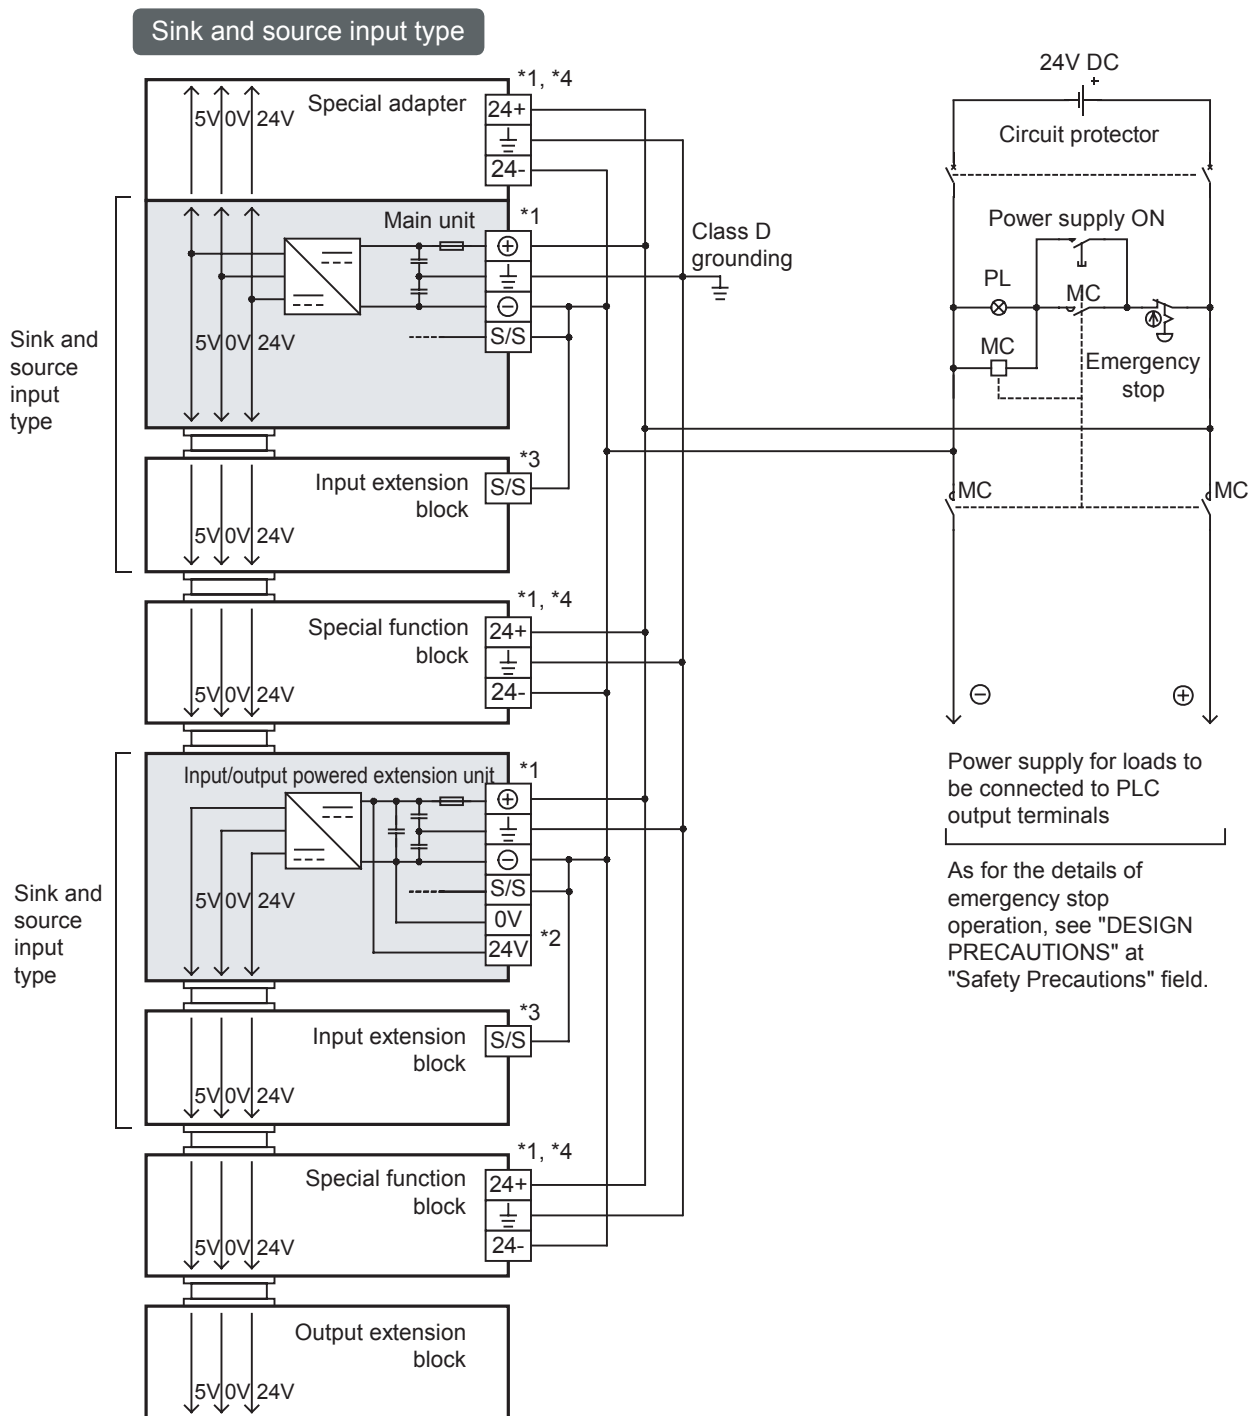 Sink and source input type
*1, *4
Special adapter
5V 0V 24V
24+
24-
Main unit
*1
+
-
S/S
5V 0V 24V
Sink and
source
input
type
Class D
grounding
Input extension
block
*3
S/S
5V 0V 24V
*1, *4
Special function
block
24+
24-
5V 0V 24V
Input/output powered extension unit
*1
+
-
S/S
0V
24V
*2
5V 0V 24V
Sink and
source
input
type
Input extension
block
*3
S/S
5V 0V 24V
*1, *4
Special function
block
24+
24-
5V 0V 24V
Output extension
block
5V 0V 24V
24V DC
+
Circuit protector
Power supply ON
PL
MC
MC
Emergency
stop
MC
MC
-
+
Power supply for loads to
be connected to PLC
output terminals
As for the details of
emergency stop
operation, see "DESIGN
PRECAUTIONS" at
"Safety Precautions" field.